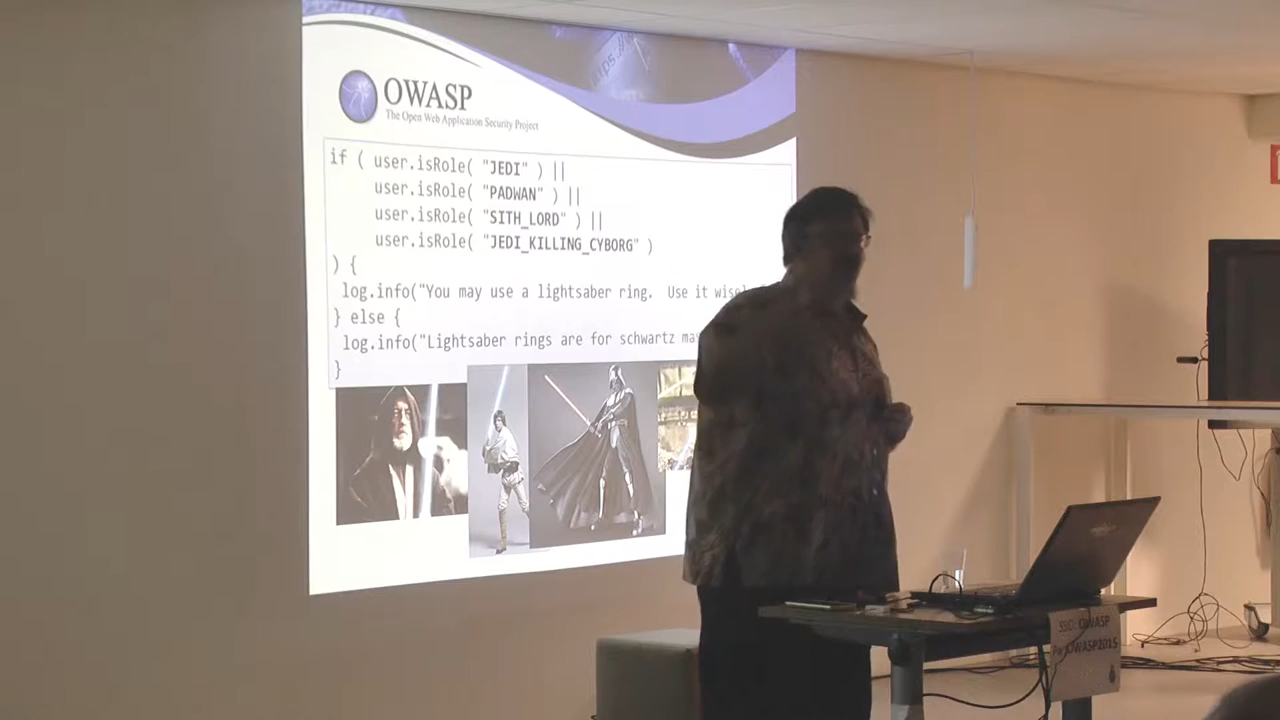 OWASP
The Open Web Application Security Project
if ( user.isRole( "JEDI" ) ||
user.isRole( "PADWAN" ) ||
user.isRole( "SITH_LORD" ) ||
user.isRole( "JEDI_KILLING_CYBORG" )
) {
log.info("You may use a lightsaber ring. Use it
} else {
log.info("Lightsaber rings are for schwartz
}
SSID: OWASP
OWASP2015